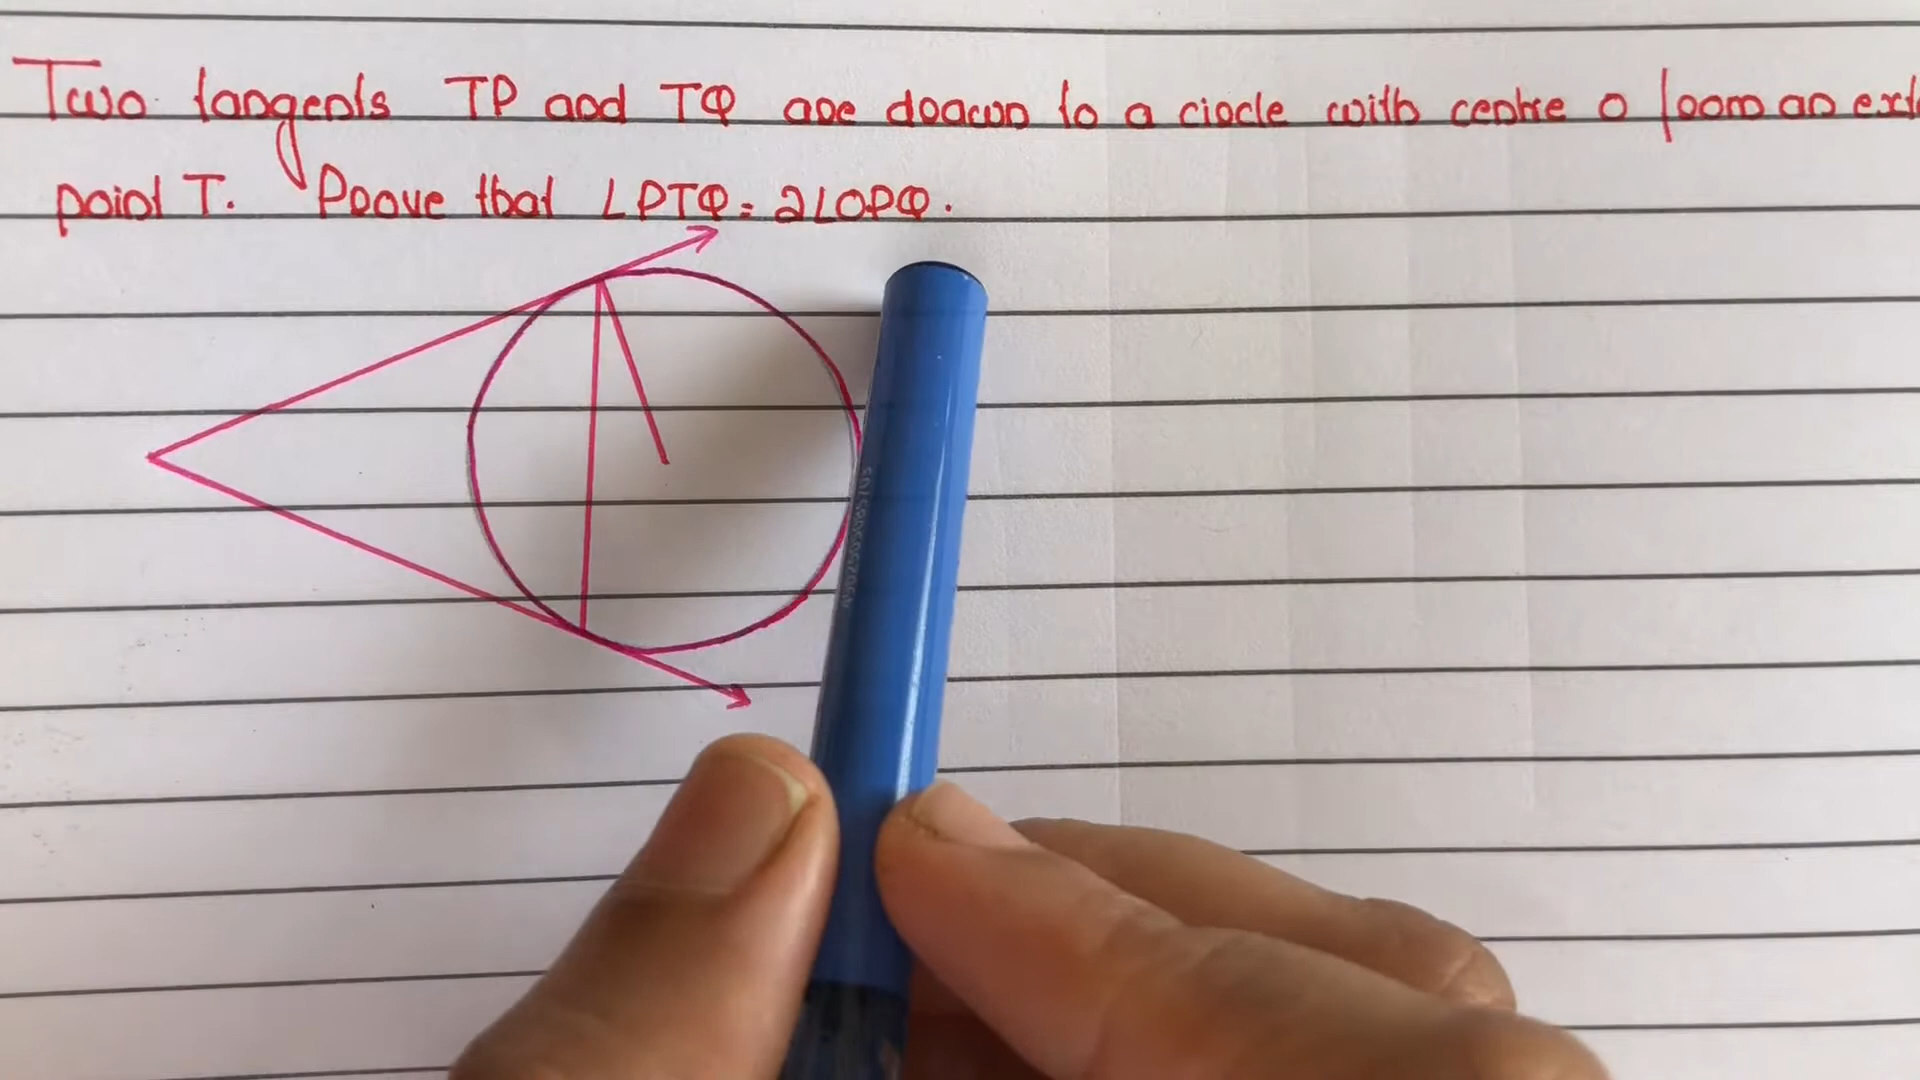 Two tangents TP and TQ are drawn to a circle with centre O from an
point T. Prove that ∠PTQ = 2∠OPQ.